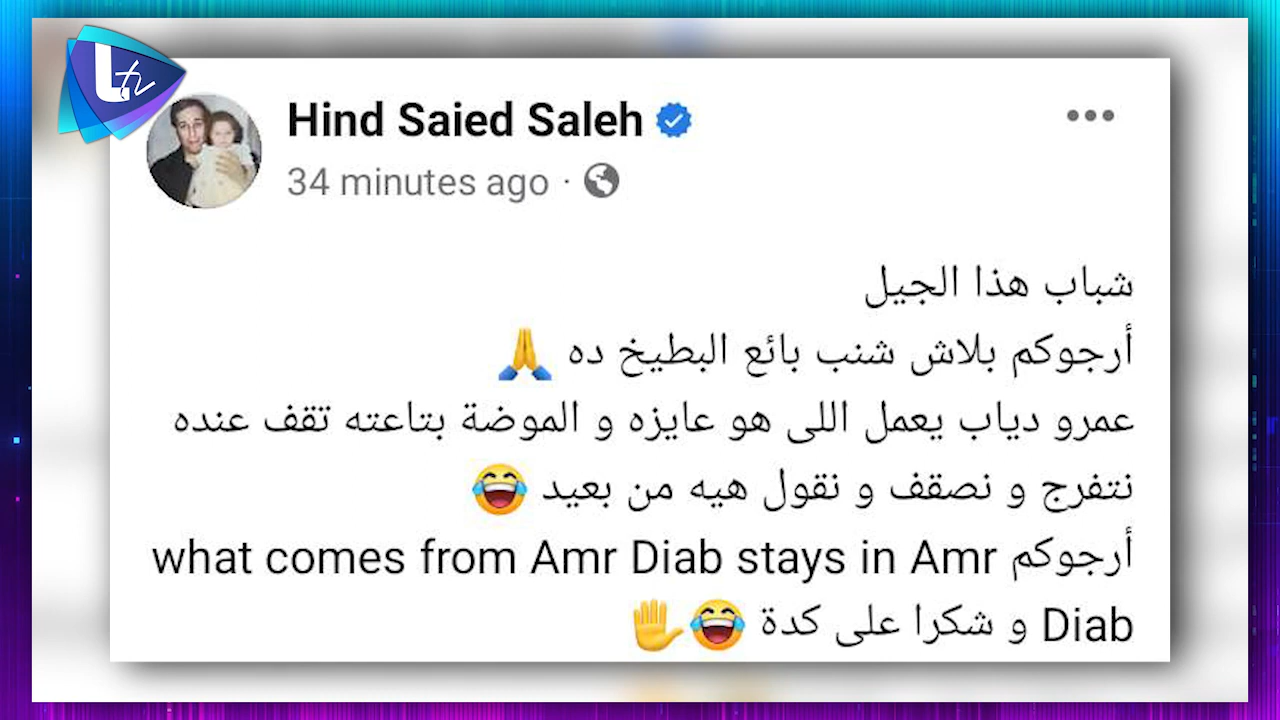 Ltv
Hind Saied Saleh
34 minutes ago ·
شباب هذا الجيل
أرجوكم بلاش شنب بائع البطيخ ده 🙏
عمرو دياب يعمل اللى هو عايزه و الموضة بتاعته تقف عنده
نتفرج و نصقف و نقول هيه من بعيد 😂
أرجوكم what comes from Amr Diab stays in Amr
Diab و شكرا على كدة 😂✋